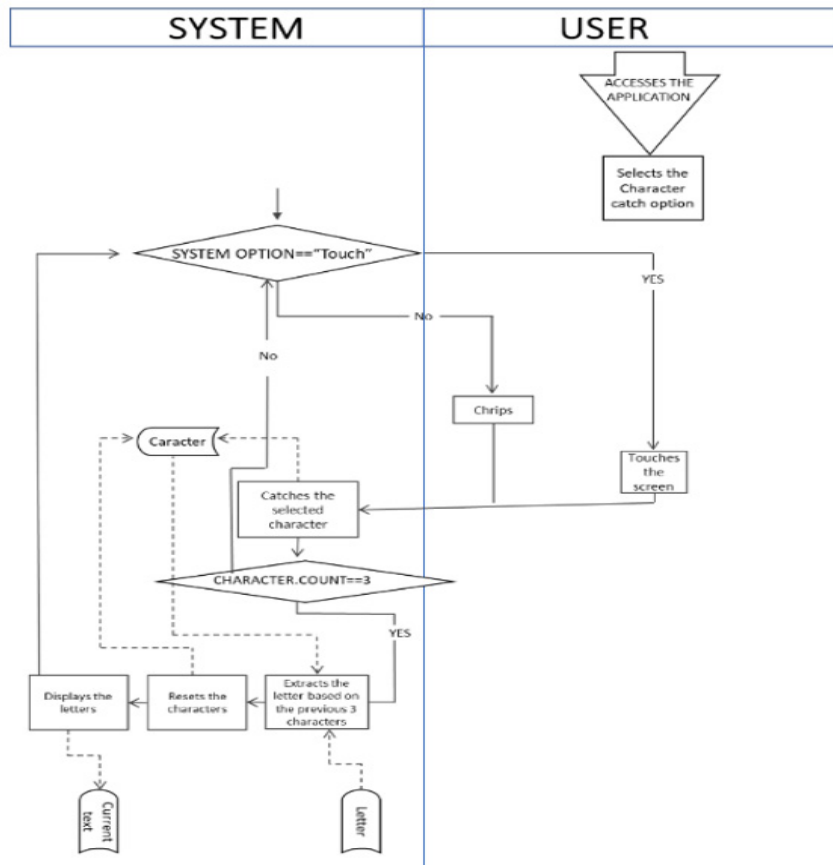 SYSTEM
USER
ACCESSES THE
APPLICATION
Selects the
Character
catch option
SYSTEM OPTION=="Touch"
YES
No
No
Chrips
Caracter
Touches
the
screen
Catches the
selected
character
CHARACTER.COUNT==3
YES
Displays the
letters
Resets the
characters
Extracts the
letter based on
the previous 3
characters
Current
text
Letter